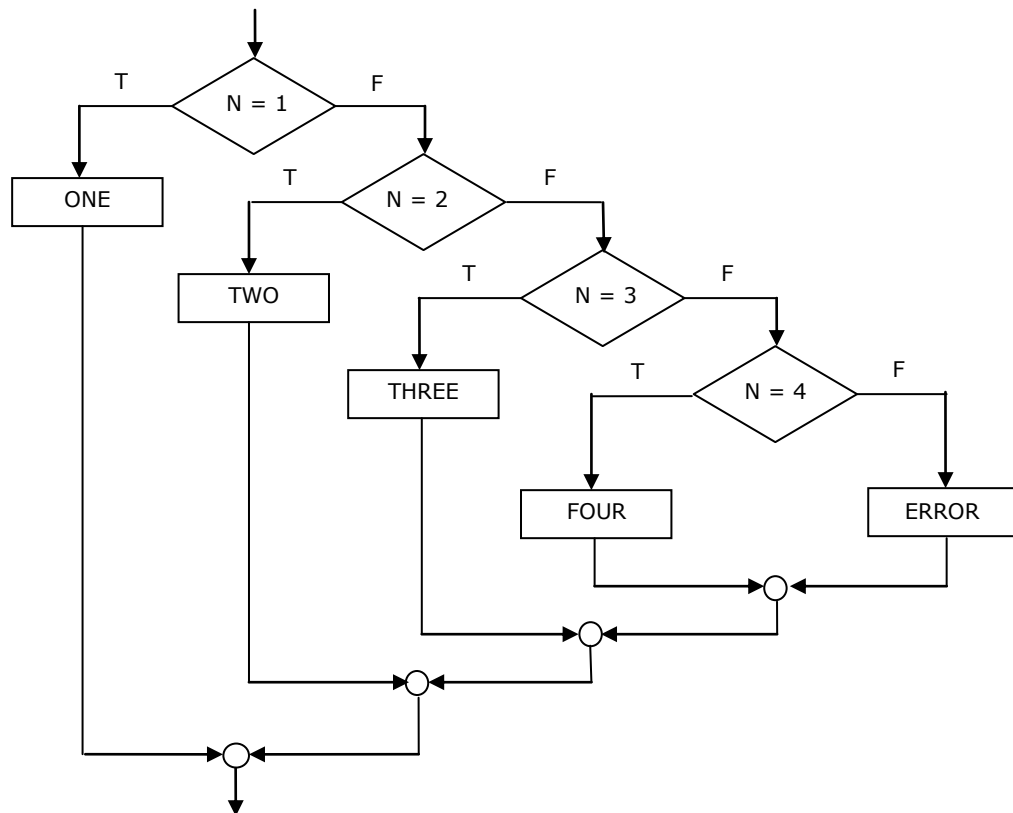 T
F
N = 1
ONE
T
F
N = 2
TWO
T
F
N = 3
THREE
T
F
N = 4
FOUR
ERROR